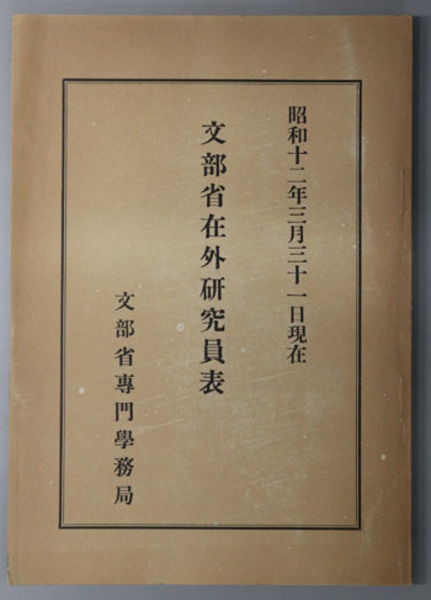 昭和十二年三月三十一日現在
文部省在外研究員表
文部省專門學務局